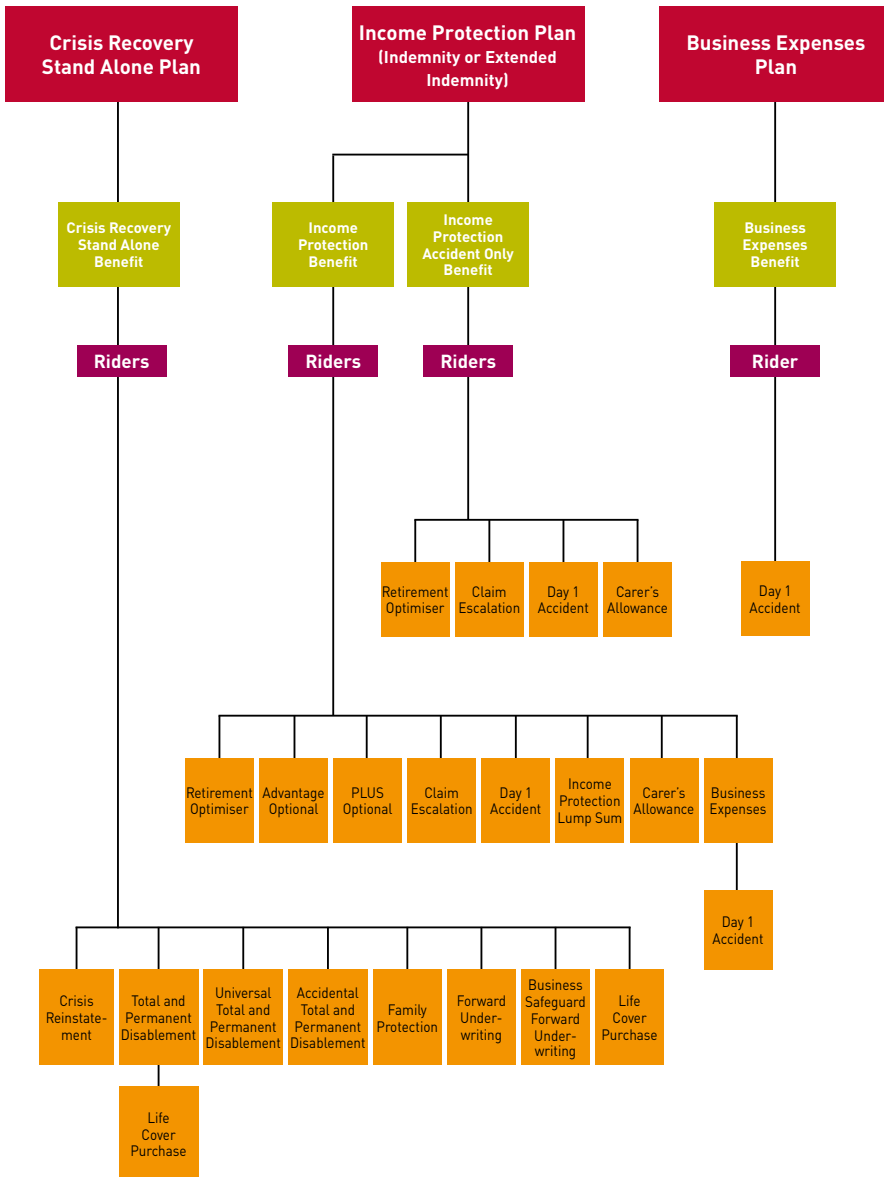 Crisis Recovery
Stand Alone Plan
Income Protection Plan
(Indemnity or Extended
Indemnity)
Business Expenses
Plan
Crisis Recovery
Stand Alone
Benefit
Income
Protection
Benefit
Income
Protection
Accident Only
Benefit
Business
Expenses
Benefit
Riders
Riders
Riders
Rider
Retirement
Optimiser
Claim
Escalation
Day 1
Accident
Carer's
Allowance
Day 1
Accident
Retirement
Optimiser
Advantage
Optional
PLUS
Optional
Claim
Escalation
Day 1
Accident
Income
Protection
Lump Sum
Carer's
Allowance
Business
Expenses
Day 1
Accident
Crisis
Reinstate-
ment
Total and
Permanent
Disablement
Universal
Total and
Permanent
Disablement
Accidental
Total and
Permanent
Disablement
Family
Protection
Forward
Under-
writing
Business
Safeguard
Forward
Under-
writing
Life
Cover
Purchase
Life
Cover
Purchase